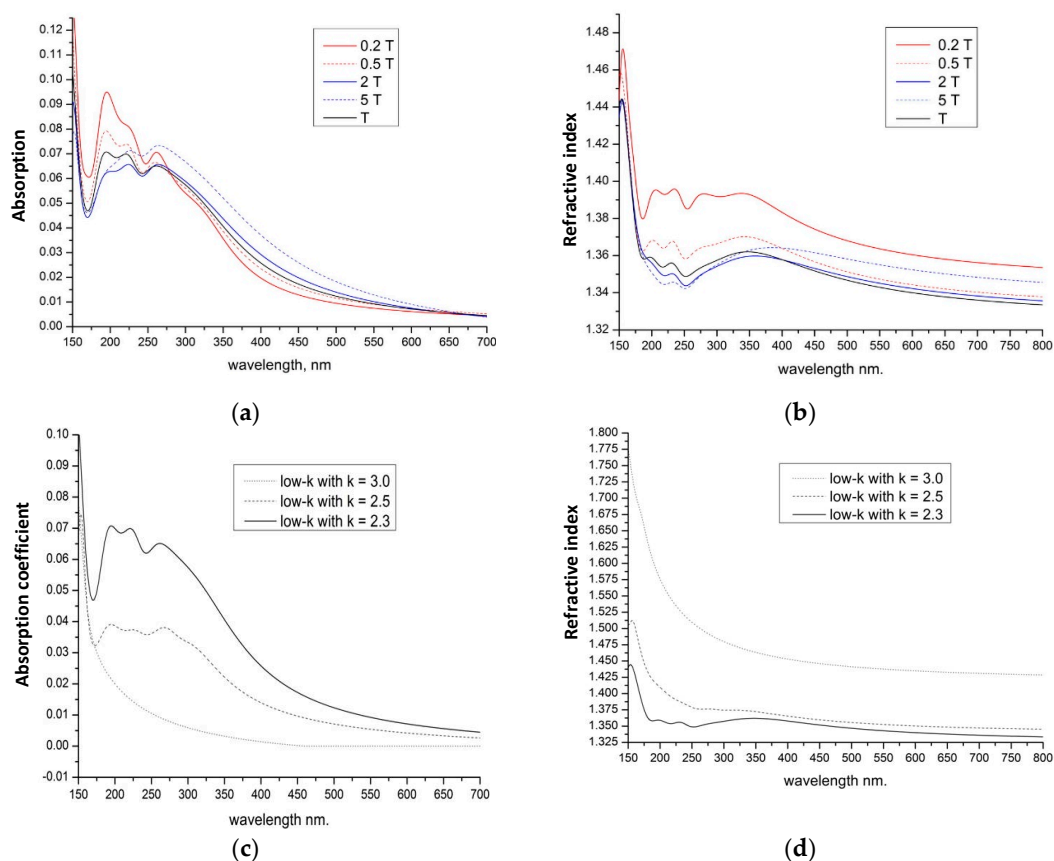 Absorption
0.12
0.11
0.10
0.09
0.08
0.07
0.06
0.05
0.04
0.03
0.02
0.01
0.00
0.2 T
0.5 T
2 T
5 T
T
150 200 250 300 350 400 450 500 550 600 650 700
wavelength, nm
(a)
Refractive index
1.48
1.46
1.44
1.42
1.40
1.38
1.36
1.34
1.32
0.2 T
0.5 T
2 T
5 T
T
150 200 250 300 350 400 450 500 550 600 650 700 750 800
wavelength nm.
(b)
Absorption coefficient
0.10
0.09
0.08
0.07
0.06
0.05
0.04
0.03
0.02
0.01
0.00
-0.01
low-k with k = 3.0
low-k with k = 2.5
low-k with k = 2.3
150 200 250 300 350 400 450 500 550 600 650 700
wavelength nm.
(c)
Refractive index
1.800
1.775
1.750
1.725
1.700
1.675
1.650
1.625
1.600
1.575
1.550
1.525
1.500
1.475
1.450
1.425
1.400
1.375
1.350
1.325
low-k with k = 3.0
low-k with k = 2.5
low-k with k = 2.3
150 200 250 300 350 400 450 500 550 600 650 700 750 800
wavelength nm.
(d)